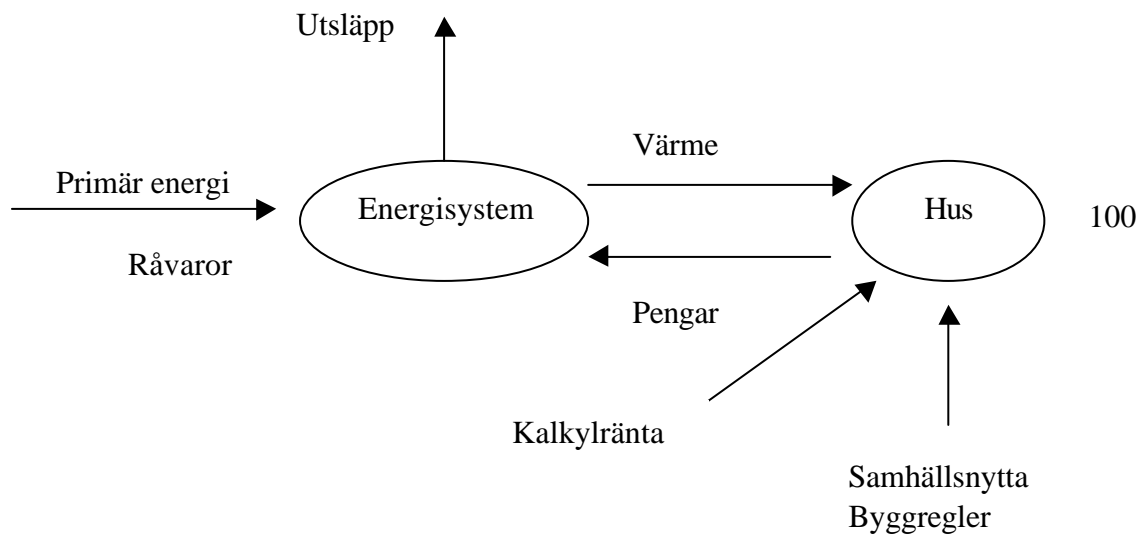 Utsläpp
Värme
Primär energi
Energisystem
Hus
100
Råvaror
Pengar
Kalkylränta
Samhällsnytta
Byggregler